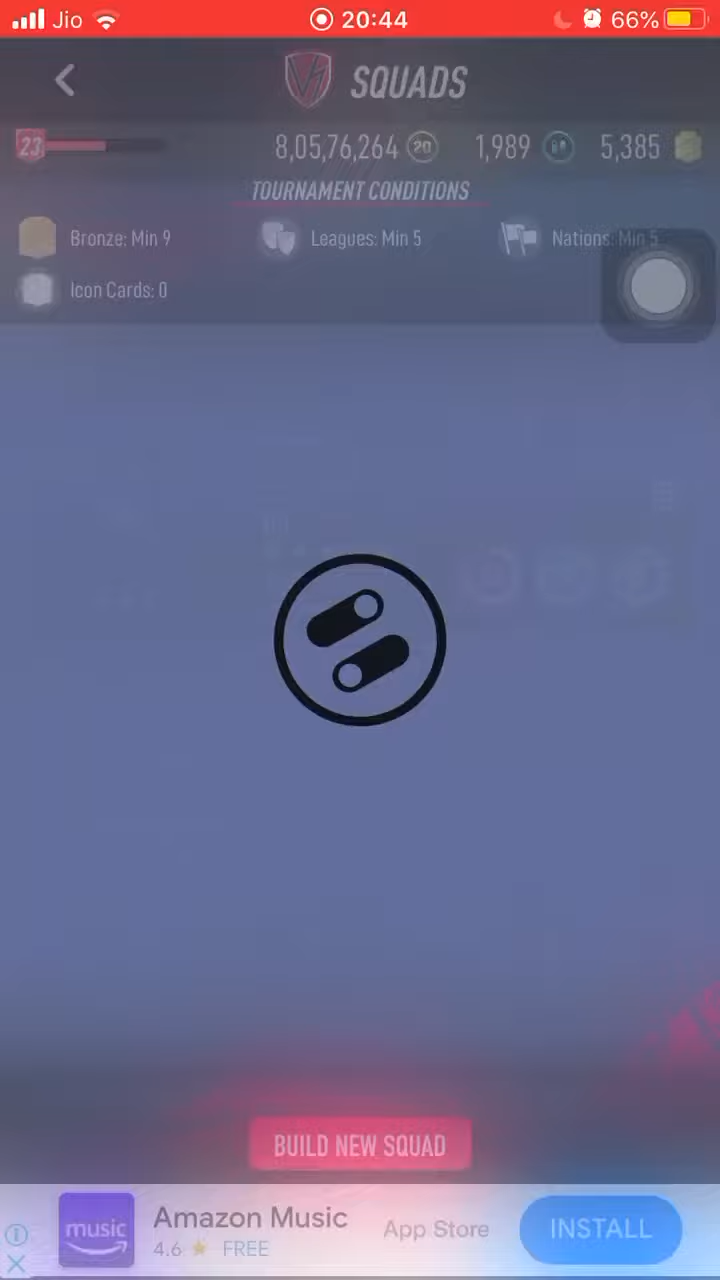 Jio 20:44 66%
SQUADS
23 8,05,76,264 20 1,989 5,385
TOURNAMENT CONDITIONS
Bronze: Min 9 Leagues: Min 5 Nations: Min 5
Icon Cards: 0
BUILD NEW SQUAD
music Amazon Music App Store INSTALL
4.6 FREE